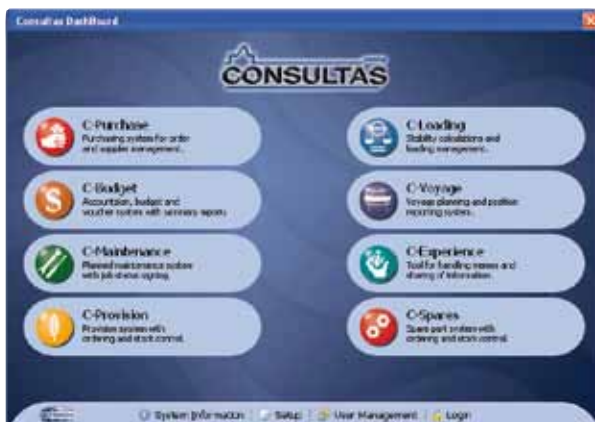 Consultas DashBoard
CONSULTAS
C-Purchase
Purchasing system for order
and supplier management.
C-Budget
Accountation, budget and
voucher system with summary reports
C-Maintenance
Planned maintenance system
with job status signing.
C-Provision
Provision system with
ordering and stock control.
C-Loading
Stability calculations and
loading management.
C-Voyage
Voyage planning and position
reporting system.
C-Experience
Tool for handling memos and
sharing of information.
C-Spares
Spare part system with
ordering and stock control.
System Information | Setup | User Management | Login